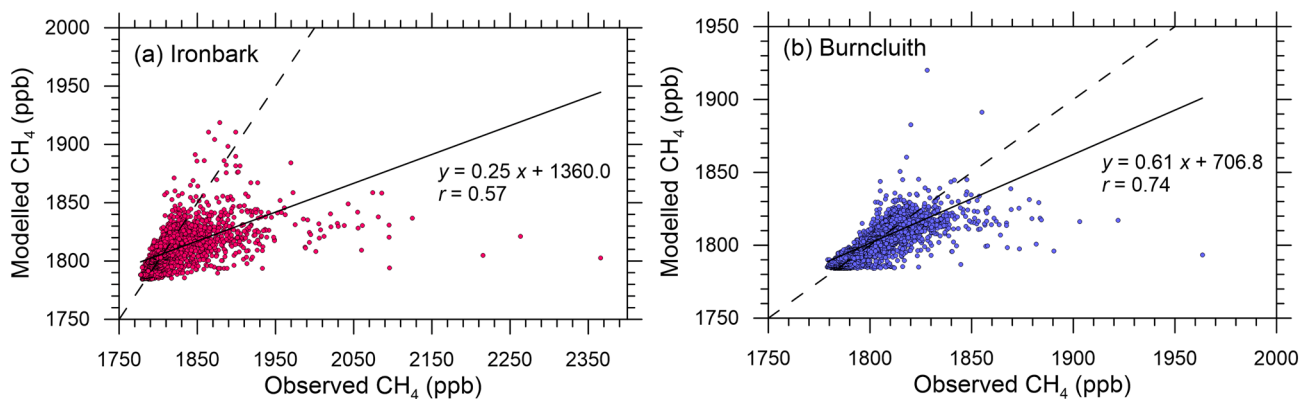 (a) Ironbark
Modelled CH₄ (ppb)
2000
1950
1900
1850
1800
1750
y = 0.25 x + 1360.0
r = 0.57
1750 1850 1950 2050 2150 2250 2350
Observed CH₄ (ppb)
(b) Burncluith
Modelled CH₄ (ppb)
1950
1900
1850
1800
1750
y = 0.61 x + 706.8
r = 0.74
1750 1800 1850 1900 1950 2000
Observed CH₄ (ppb)